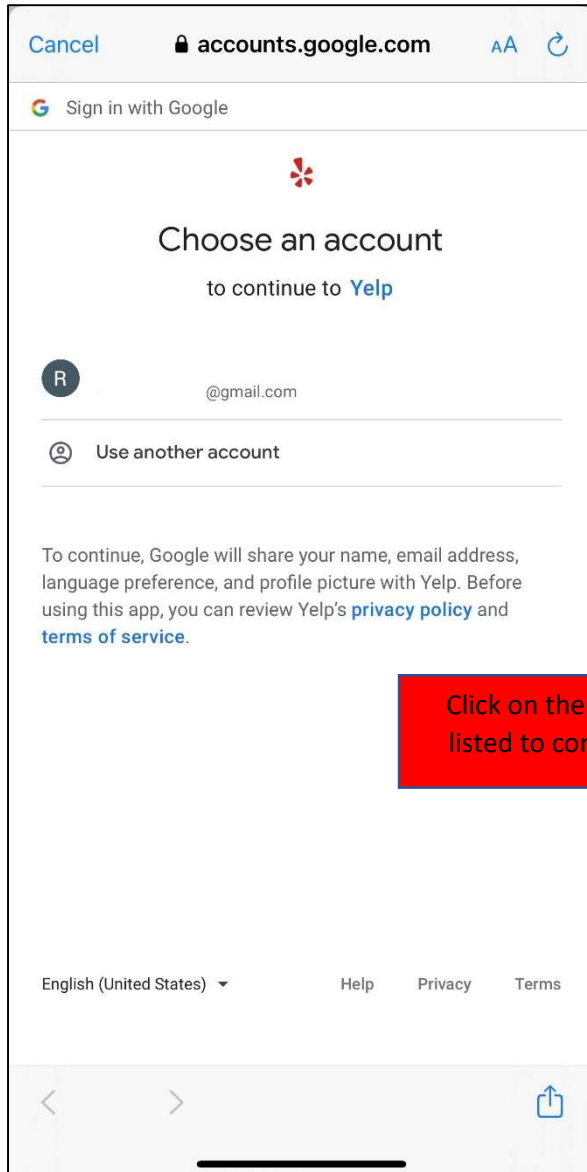 Cancel accounts.google.com AA
G Sign in with Google
Choose an account
to continue to Yelp
R
@gmail.com
Use another account
To continue, Google will share your name, email address,
language preference, and profile picture with Yelp. Before
using this app, you can review Yelp's privacy policy and
terms of service.
Click on the
listed to
English (United States) Help Privacy Terms